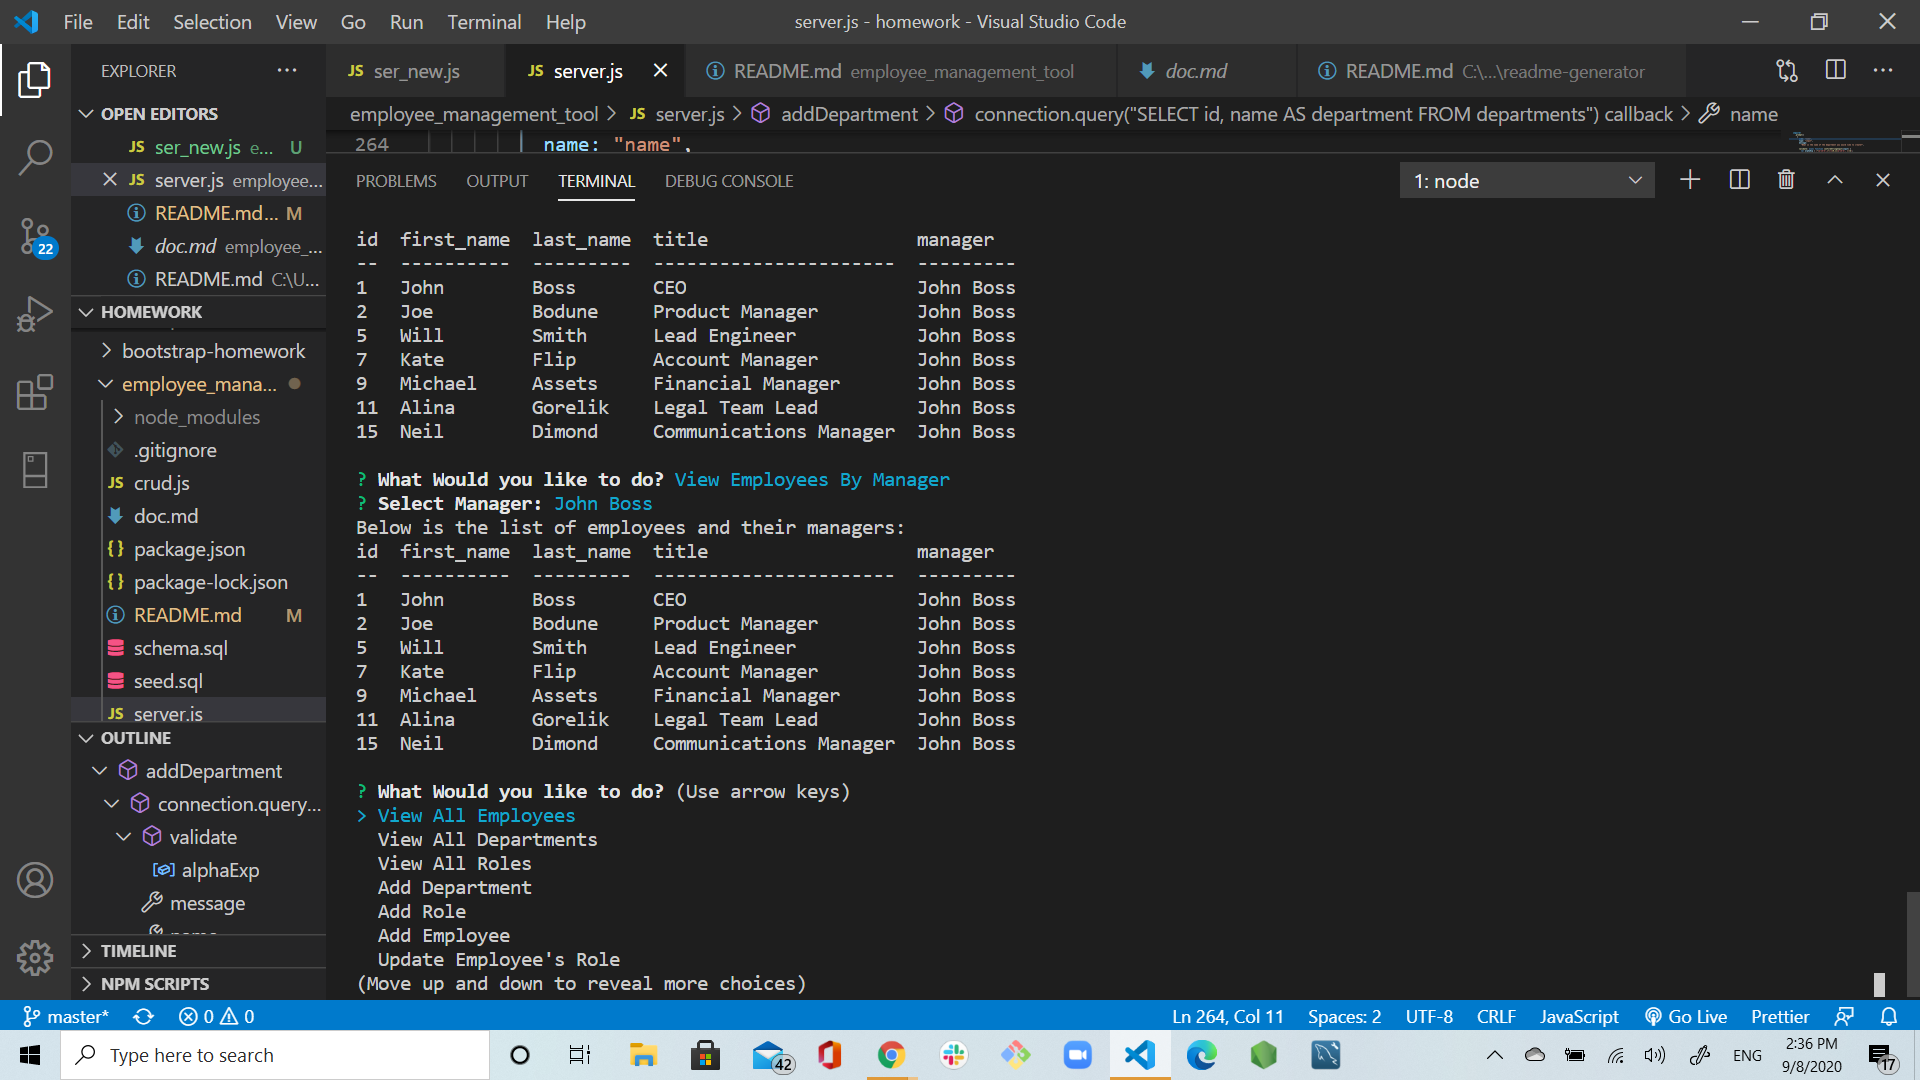 File Edit Selection View Go Run Terminal Help
server.js - homework - Visual Studio Code
EXPLORER
JS ser_new.js
JS server.js
README.md employee_management_tool
doc.md
README.md C:\...\readme-generator
OPEN EDITORS
JS ser_new.js e... U
JS server.js employee...
README.md... M
doc.md employee_...
README.md C:\U...
HOMEWORK
bootstrap-homework
employee_mana...
node_modules
.gitignore
JS crud.js
doc.md
{} package.json
{} package-lock.json
README.md M
schema.sql
seed.sql
JS server.js
OUTLINE
addDepartment
connection.query...
validate
alphaExp
message
name
TIMELINE
NPM SCRIPTS
22
employee_management_tool > JS server.js > addDepartment > connection.query("SELECT id, name AS department FROM departments") callback > name
264 name: "name",
PROBLEMS OUTPUT TERMINAL DEBUG CONSOLE
1: node
id first_name last_name title manager
-- ---------- --------- ---------------------- ---------
1 John Boss CEO John Boss
2 Joe Bodune Product Manager John Boss
5 Will Smith Lead Engineer John Boss
7 Kate Flip Account Manager John Boss
9 Michael Assets Financial Manager John Boss
11 Alina Gorelik Legal Team Lead John Boss
15 Neil Dimond Communications Manager John Boss
? What Would you like to do? View Employees By Manager
? Select Manager: John Boss
Below is the list of employees and their managers:
id first_name last_name title manager
-- ---------- --------- ---------------------- ---------
1 John Boss CEO John Boss
2 Joe Bodune Product Manager John Boss
5 Will Smith Lead Engineer John Boss
7 Kate Flip Account Manager John Boss
9 Michael Assets Financial Manager John Boss
11 Alina Gorelik Legal Team Lead John Boss
15 Neil Dimond Communications Manager John Boss
? What Would you like to do? (Use arrow keys)
> View All Employees
View All Departments
View All Roles
Add Department
Add Role
Add Employee
Update Employee's Role
(Move up and down to reveal more choices)
master* 0 0
Ln 264, Col 11 Spaces: 2 UTF-8 CRLF JavaScript Go Live Prettier
Type here to search
42
ENG
2:36 PM
9/8/2020
17